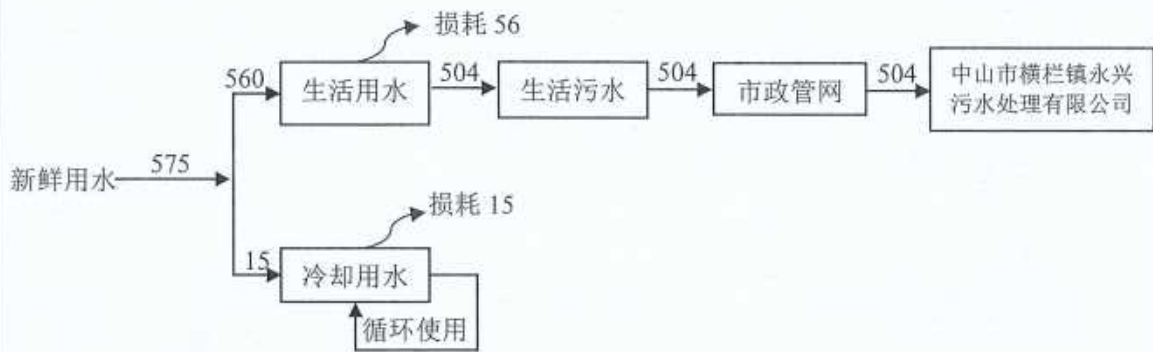 损耗 56
560
生活用水
504
生活污水
504
市政管网
504
中山市横栏镇永兴
污水处理有限公司
新鲜用水
575
损耗 15
15
冷却用水
循环使用